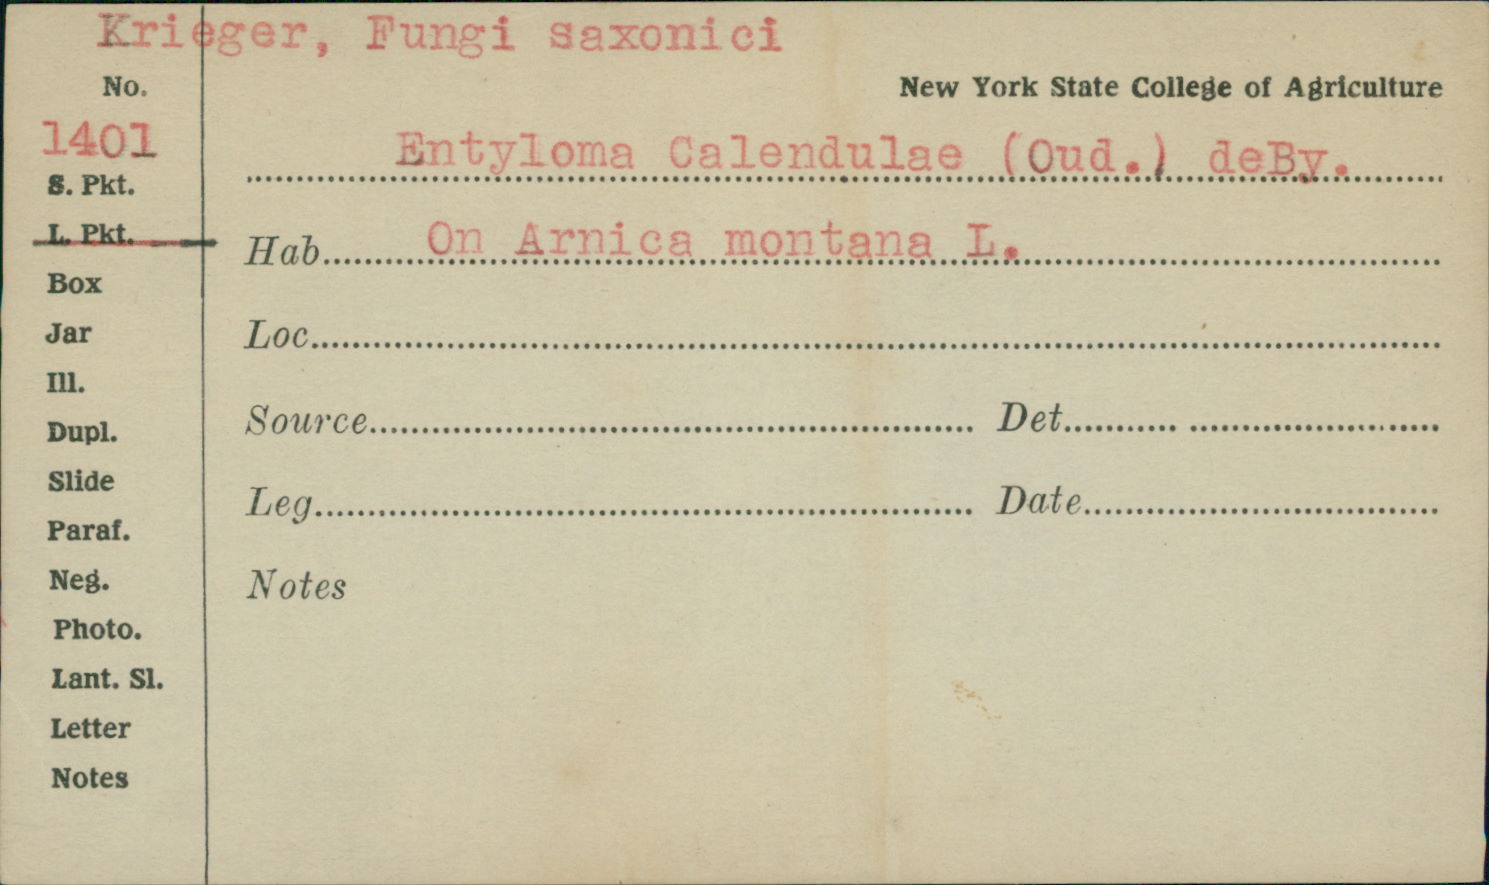 Krieger, Fungi saxonici
No.
New York State College of Agriculture
1401
Entyloma Calendulae (Oud.) deBy.
S. Pkt.
L. Pkt.
Hab. On Arnica montana L.
Box
Jar
Loc.
Ill.
Dupl.
Source Det.
Slide
Leg. Date
Paraf.
Neg.
Notes
Photo.
Lant. Sl.
Letter
Notes